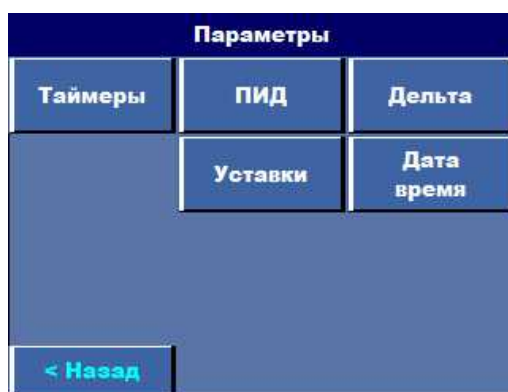 Параметры
Таймеры
ПИД
Дельта
Уставки
Дата
время
< Назад